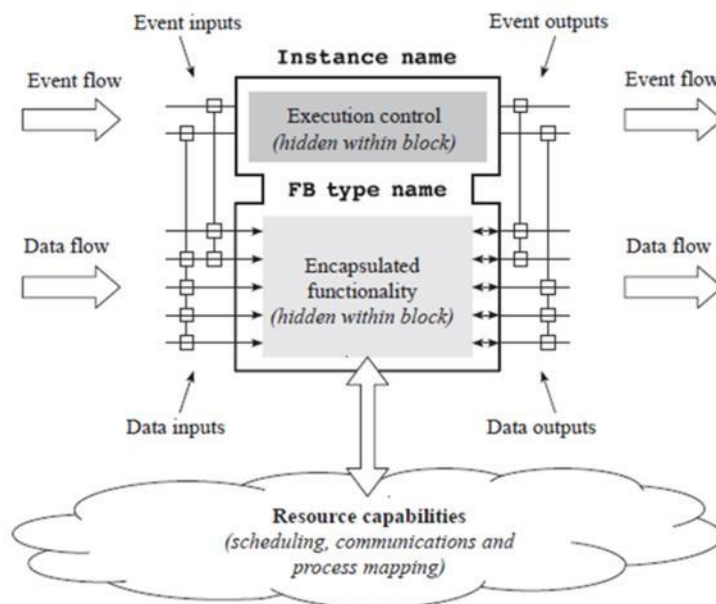 Event inputs
Event outputs
Instance name
Event flow
Event flow
Execution control
(hidden within block)
FB type name
Data flow
Data flow
Encapsulated
functionality
(hidden within block)
Data inputs
Data outputs
Resource capabilities
(scheduling, communications and
process mapping)